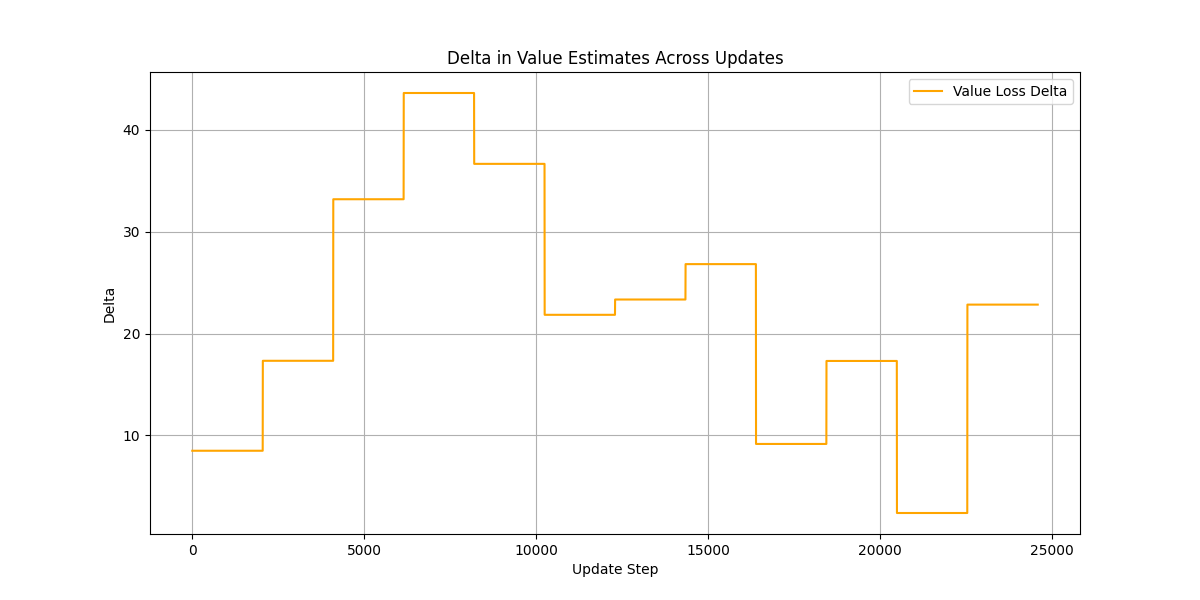 Delta in Value Estimates Across Updates
Value Loss Delta
Delta
40
30
20
10
0
5000
10000
15000
20000
25000
Update Step